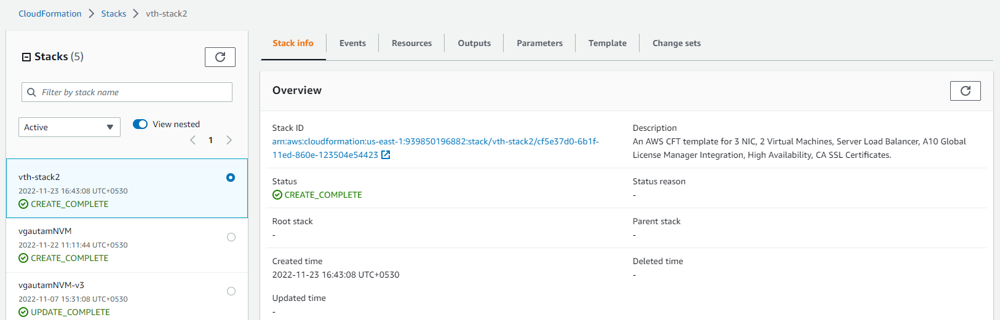 CloudFormation > Stacks > vth-stack2
Stacks (5)
Filter by stack name
Active
View nested
1
vth-stack2
2022-11-23 16:43:08 UTC+0530
CREATE_COMPLETE
vgautamNVM
2022-11-22 11:11:44 UTC+0530
CREATE_COMPLETE
vgautamNVM-v3
2022-11-07 15:31:08 UTC+0530
UPDATE_COMPLETE
Stack info Events Resources Outputs Parameters Template Change sets
Overview
Stack ID
arn:aws:cloudformation:us-east-1:939850196882:stack/vth-stack2/cf5e37d0-6b1f-
11ed-860e-123504e54423
Description
An AWS CFT template for 3 NIC, 2 Virtual Machines, Server Load Balancer, A10 Global
License Manager Integration, High Availability, CA SSL Certificates.
Status
CREATE_COMPLETE
Status reason
-
Root stack
-
Parent stack
-
Created time
2022-11-23 16:43:08 UTC+0530
Deleted time
-
Updated time
-